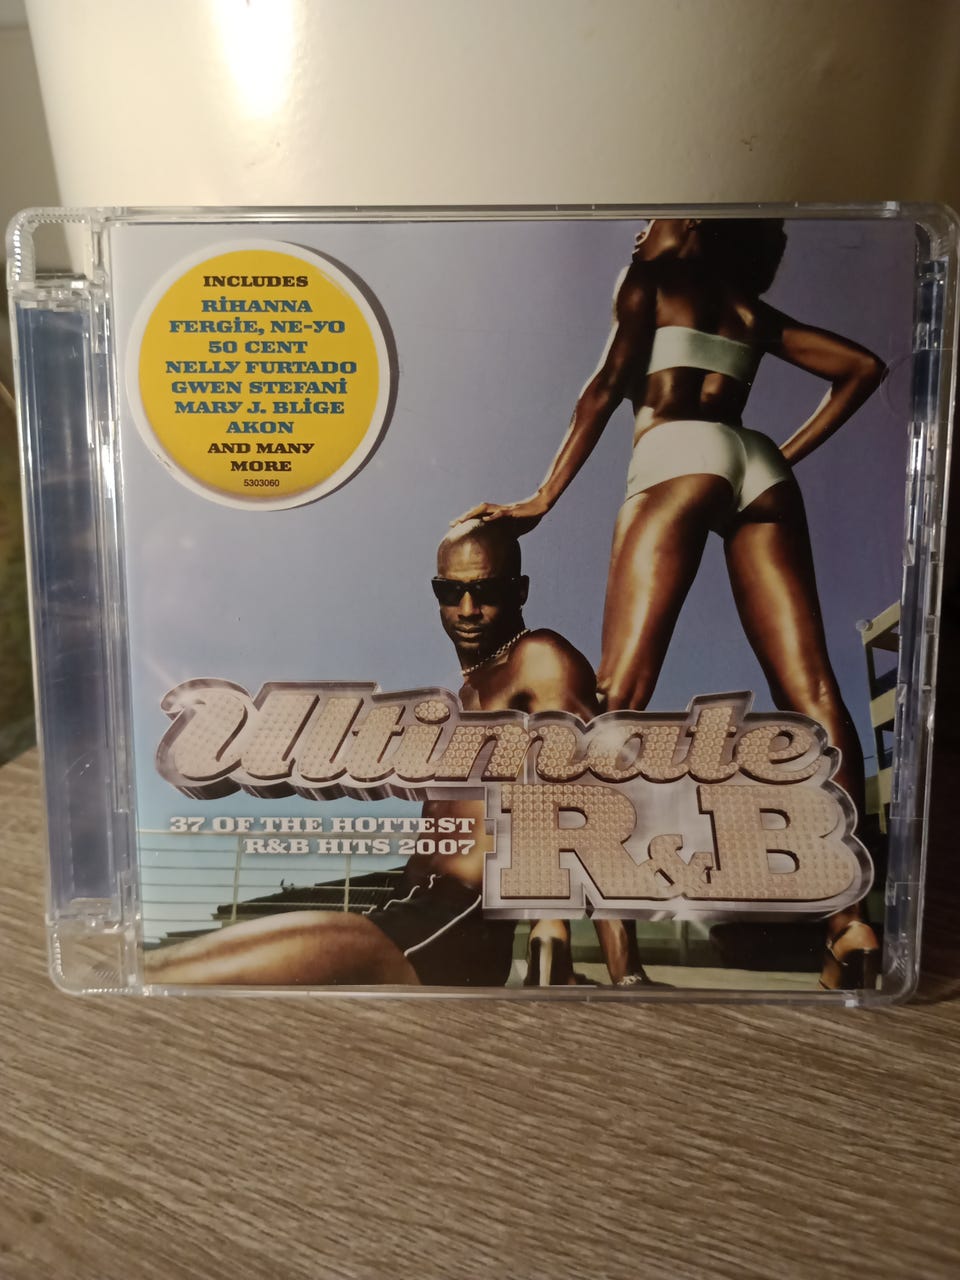 INCLUDES
RIHANNA
FERGIE, NE-YO
50 CENT
NELLY FURTADO
GWEN STEFANI
MARY J. BLIGE
AKON
AND MANY
MORE
5303060
Ultimate
R&B
37 OF THE HOTTEST
R&B HITS 2007